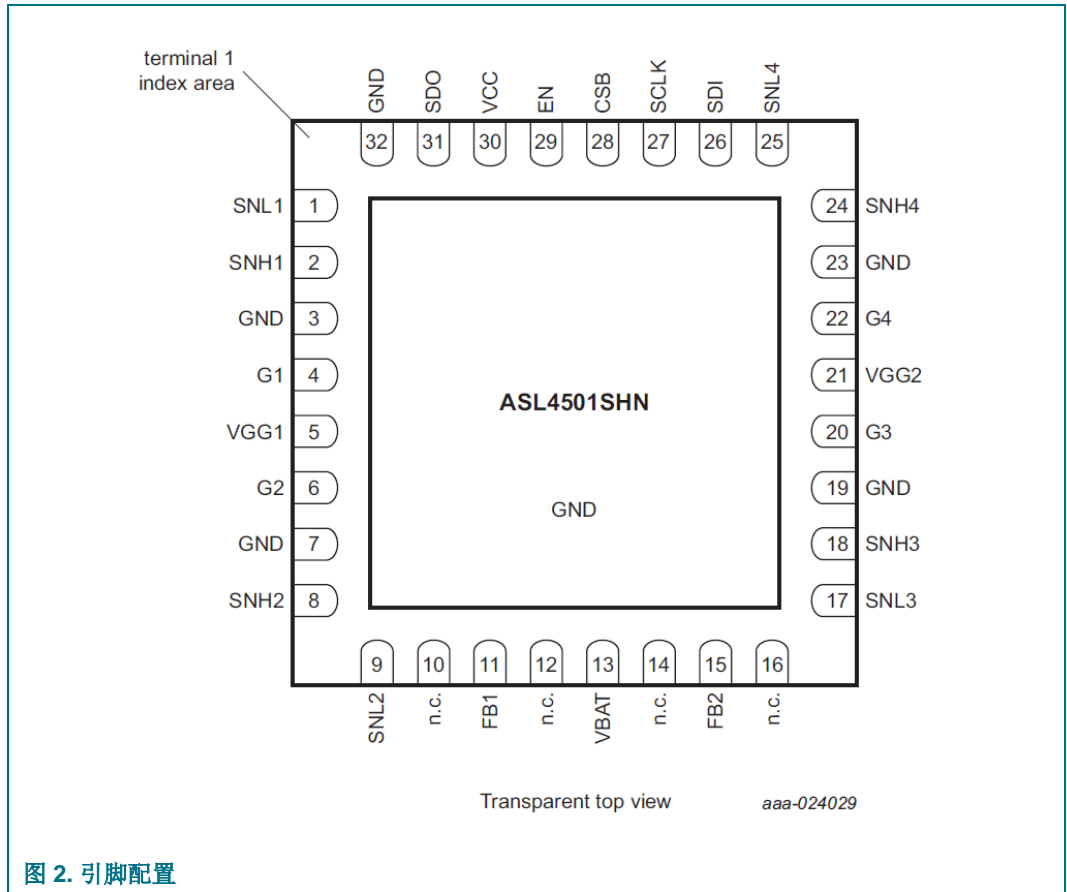 terminal 1
index area
GND
SDO
VCC
EN
CSB
SCLK
SDI
SNL4
32
31
30
29
28
27
26
25
SNL1 1
24 SNH4
SNH1 2
23 GND
GND 3
22 G4
G1 4
21 VGG2
ASL4501SHN
VGG1 5
20 G3
G2 6
19 GND
GND
GND 7
18 SNH3
SNH2 8
17 SNL3
9
10
11
12
13
14
15
16
SNL2
n.c.
FB1
n.c.
VBAT
n.c.
FB2
n.c.
Transparent top view
aaa-024029
图 2. 引脚配置